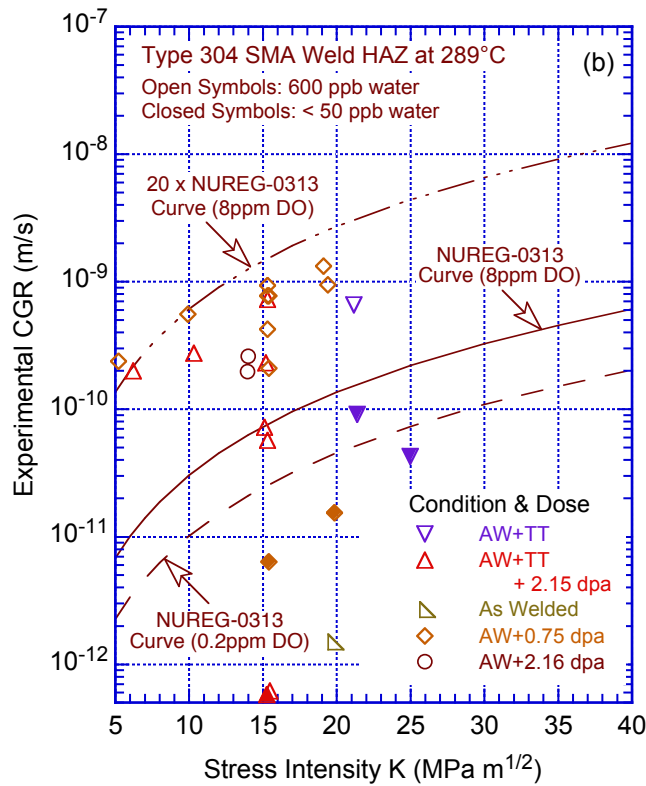 10⁻⁷
Type 304 SMA Weld HAZ at 289°C
(b)
Open Symbols: 600 ppb water
Closed Symbols: < 50 ppb water
10⁻⁸
20 x NUREG-0313
Curve (8ppm DO)
NUREG-0313
Curve (8ppm DO)
10⁻⁹
Experimental CGR (m/s)
10⁻¹⁰
Condition & Dose
AW+TT
10⁻¹¹
AW+TT
+ 2.15 dpa
NUREG-0313
Curve (0.2ppm DO)
As Welded
AW+0.75 dpa
10⁻¹²
AW+2.16 dpa
5 10 15 20 25 30 35 40
Stress Intensity K (MPa m¹/²)